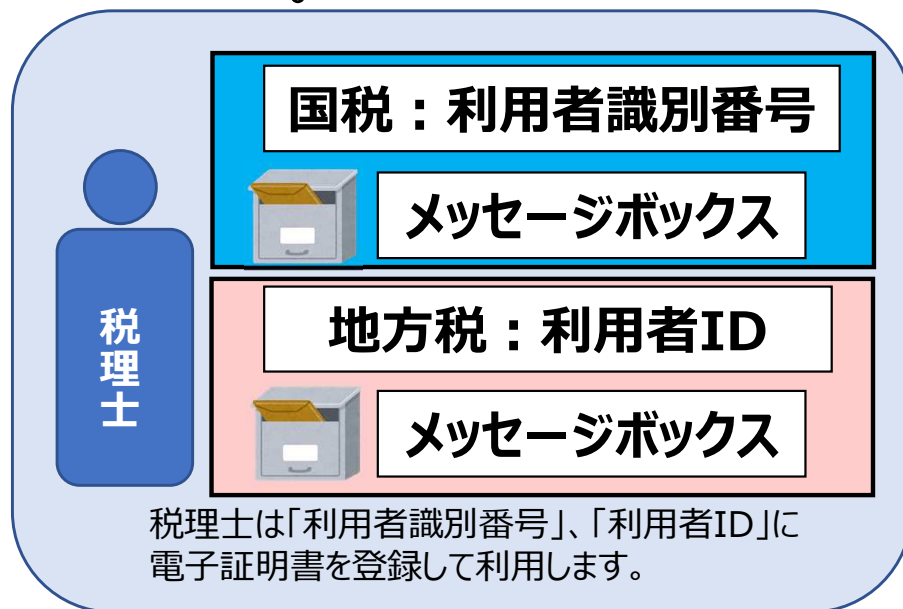 国税：利用者識別番号
メッセージボックス
税理士
地方税：利用者ID
メッセージボックス
税理士は「利用者識別番号」、「利用者ID」に
電子証明書を登録して利用します。